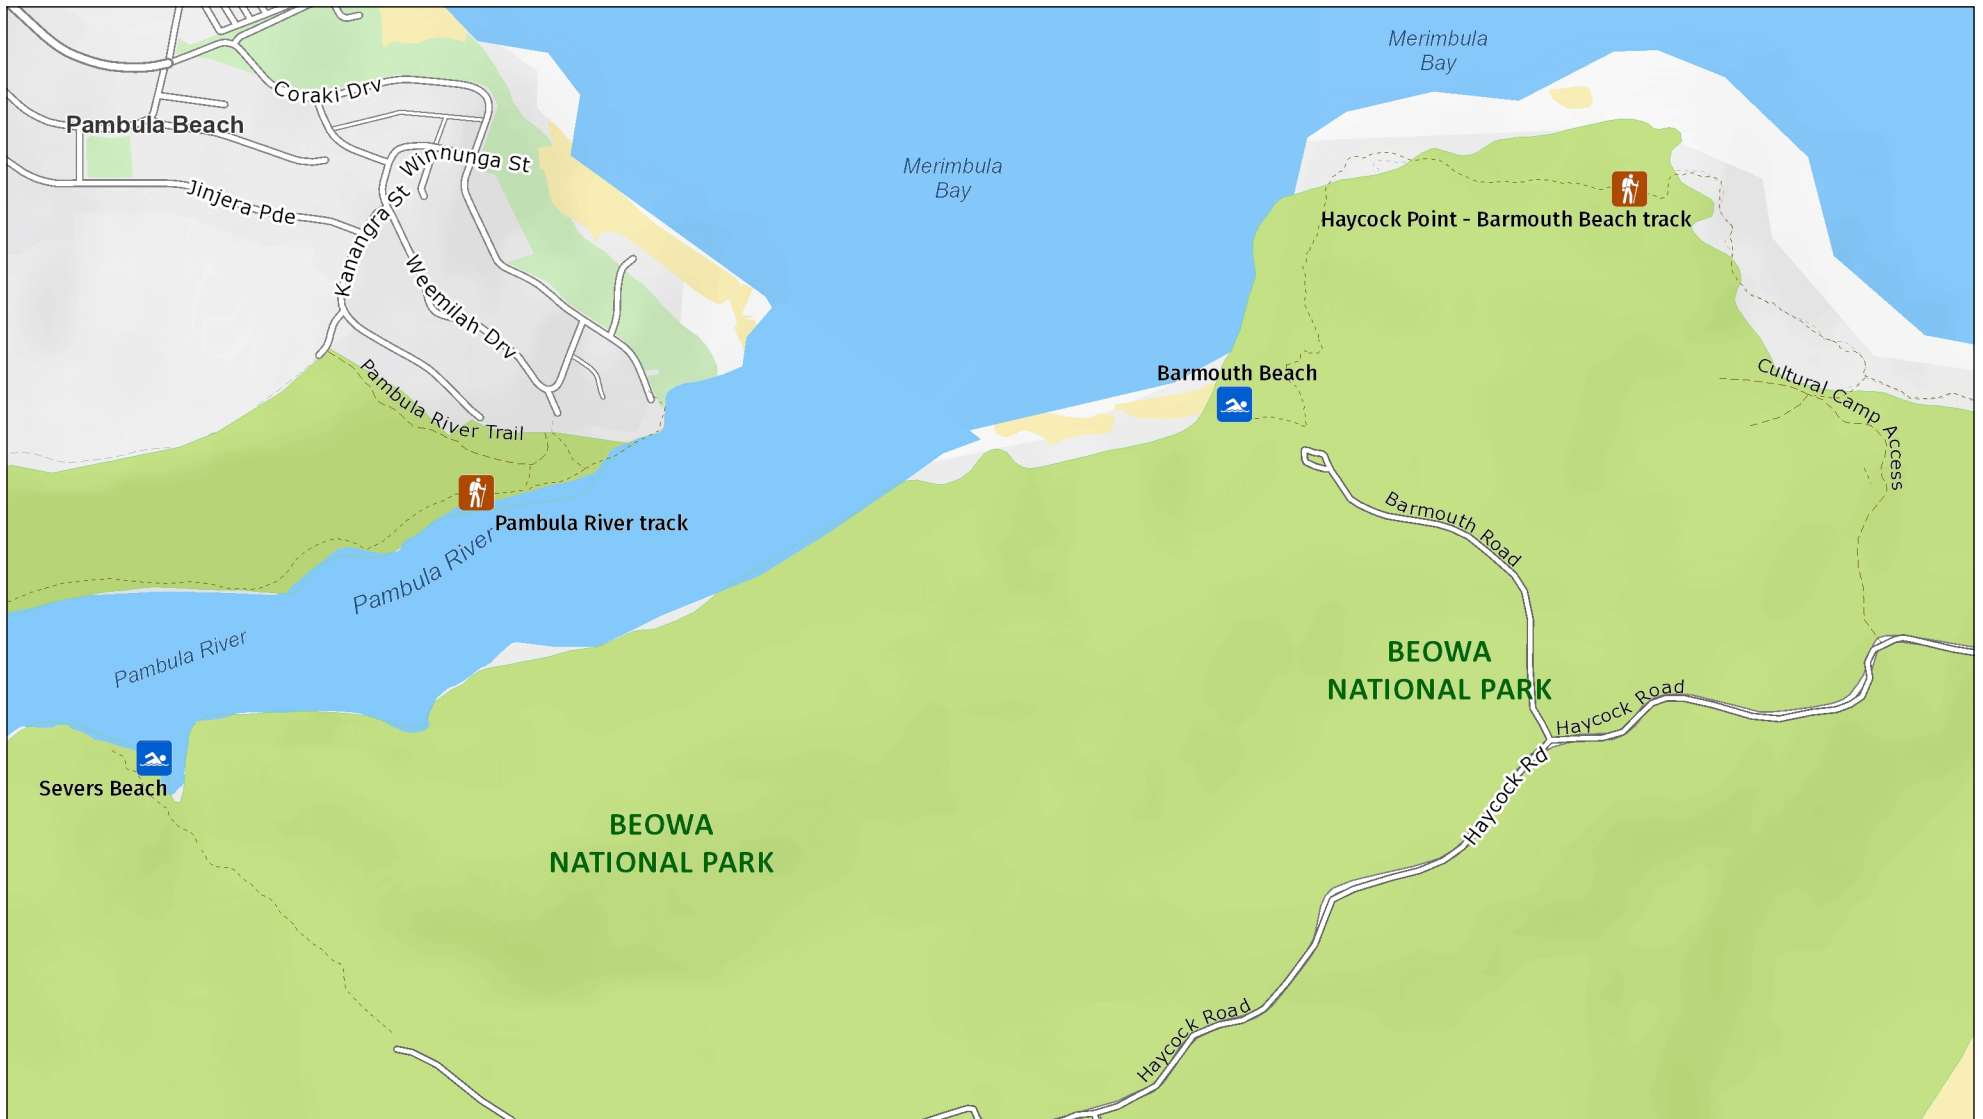 Merimbula
Bay
Coraki Drv
Pambula Beach
Winnunga St
Merimbula
Bay
Jinjera Pde
Kanangra St
Haycock Point - Barmouth Beach track
Weemilah Drv
Pambula River Trail
Barmouth Beach
Cultural Camp Access
Pambula River track
Pambula River
Barmouth Road
Pambula River
BEOWA
NATIONAL PARK
Haycock Road
Haycock Rd
Severs Beach
BEOWA
NATIONAL PARK
Haycock Road